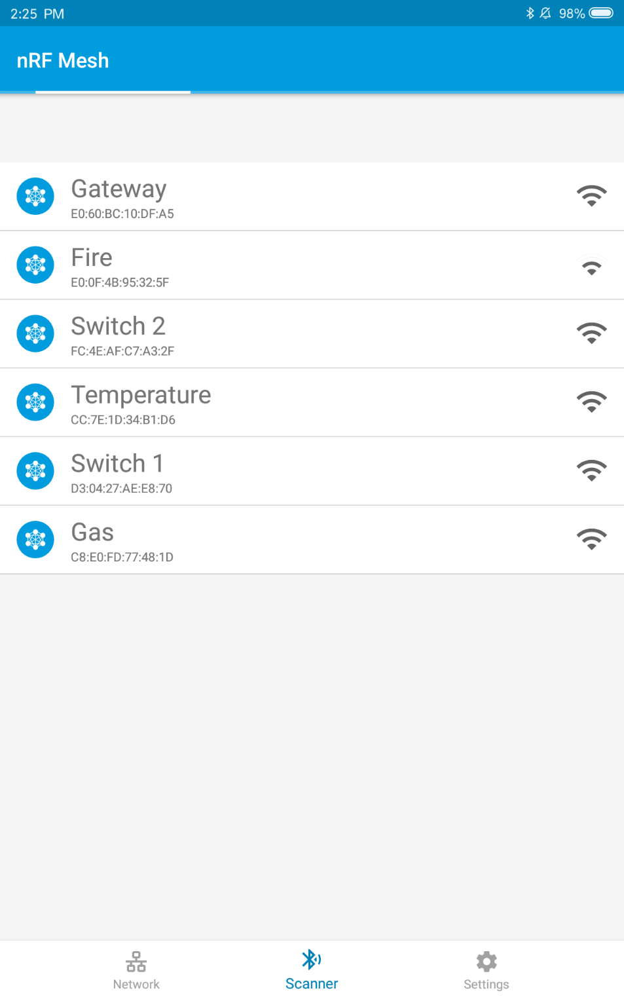 2:25 PM
98%
nRF Mesh
Gateway
E0:60:BC:10:DF:A5
Fire
E0:0F:4B:95:32:5F
Switch 2
FC:4E:AF:C7:A3:2F
Temperature
CC:7E:1D:34:B1:D6
Switch 1
D3:04:27:AE:E8:70
Gas
C8:E0:FD:77:48:1D
Network
Scanner
Settings